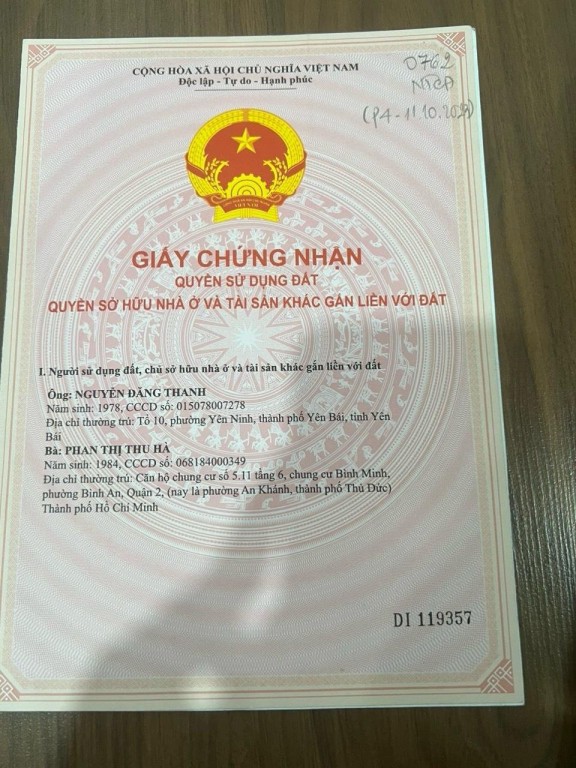 CỘNG HÒA XÃ HỘI CHỦ NGHĨA VIỆT NAM
Độc lập - Tự do - Hạnh phúc
0762
(P4-11.10.2023)
GIẤY CHỨNG NHẬN
QUYỀN SỬ DỤNG ĐẤT
QUYỀN SỞ HỮU NHÀ Ở VÀ TÀI SẢN KHÁC GẮN LIỀN VỚI ĐẤT
I. Người sử dụng đất, chủ sở hữu nhà ở và tài sản khác gắn liền với đất
Ông: NGUYỄN ĐĂNG THANH
Năm sinh: 1978, CCCD số: 015078007278
Địa chỉ thường trú: Tổ 10, phường Yên Ninh, thành phố Yên Bái, tỉnh Yên
Bái
Bà: PHAN THỊ THU HÀ
Năm sinh: 1984, CCCD số: 068184000349
Địa chỉ thường trú: Căn hộ chung cư số 5.11 tầng 6, chung cư Bình Minh,
phường Bình An, Quận 2, (nay là phường An Khánh, thành phố Thủ Đức)
Thành phố Hồ Chí Minh
DI 119357